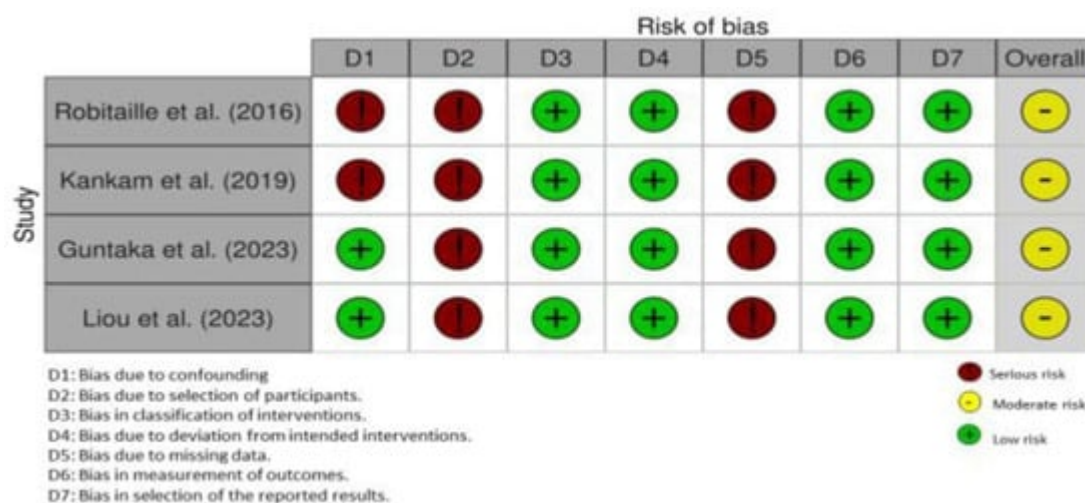 Risk of bias
D1 D2 D3 D4 D5 D6 D7 Overall
Study
Robitaille et al. (2016) ! ! + + ! + + -
Kankam et al. (2019) ! ! + + ! + + -
Guntaka et al. (2023) + ! + + ! + + -
Liou et al. (2023) + ! + + ! + + -
D1: Bias due to confounding
D2: Bias due to selection of participants.
D3: Bias in classification of interventions.
D4: Bias due to deviation from intended interventions.
D5: Bias due to missing data.
D6: Bias in measurement of outcomes.
D7: Bias in selection of the reported results.
! Serious risk
- Moderate risk
+ Low risk